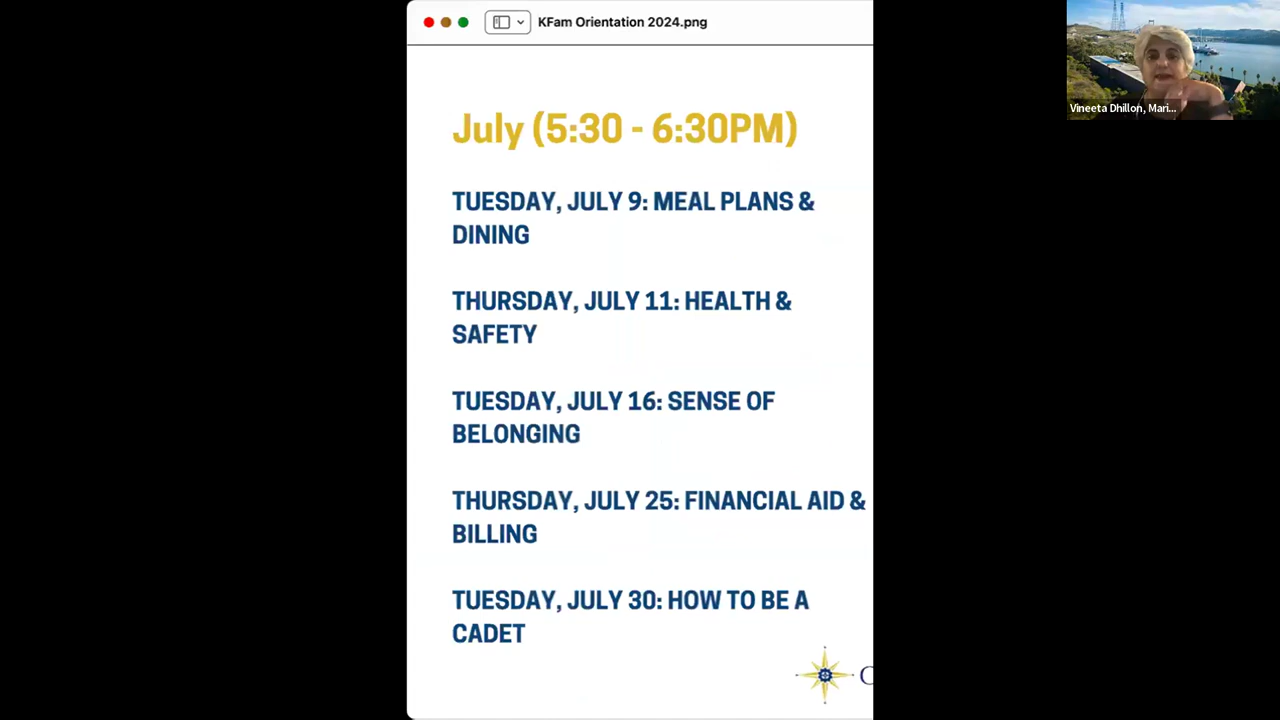 KFam Orientation 2024.png
Vineeta Dhillon, Mari...
July (5:30 - 6:30PM)
TUESDAY, JULY 9: MEAL PLANS &
DINING
THURSDAY, JULY 11: HEALTH &
SAFETY
TUESDAY, JULY 16: SENSE OF
BELONGING
THURSDAY, JULY 25: FINANCIAL AID &
BILLING
TUESDAY, JULY 30: HOW TO BE A
CADET
C